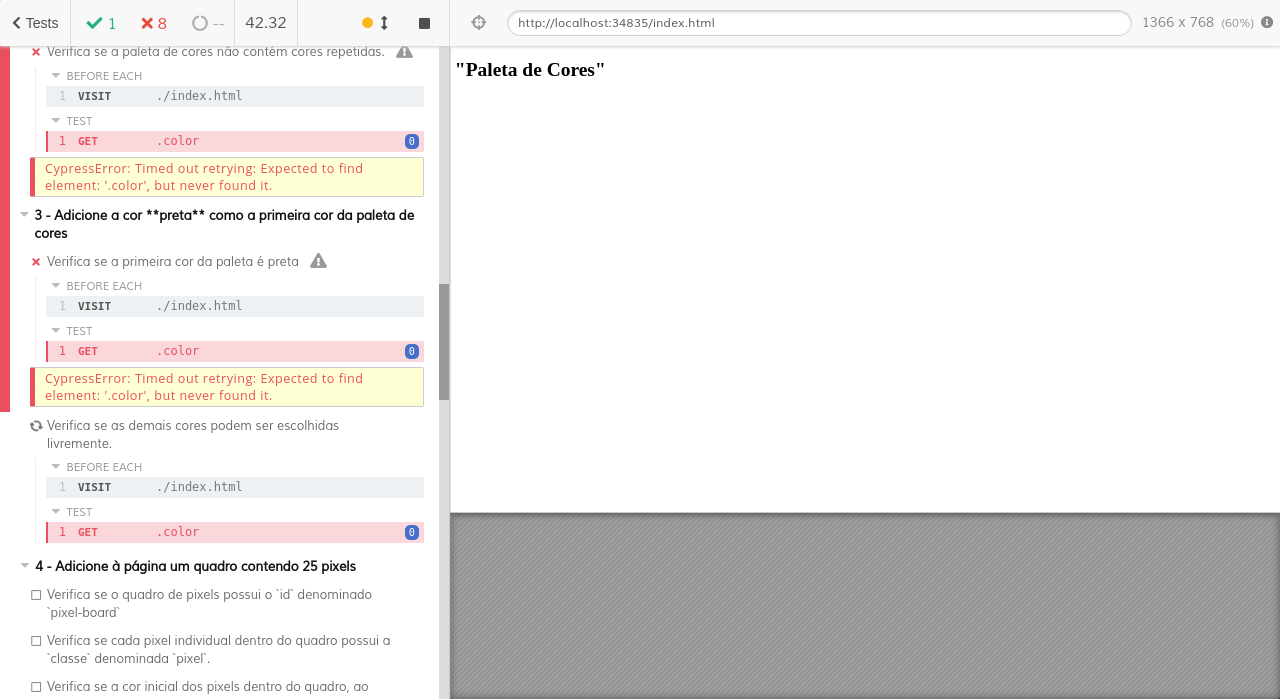 Tests 1 8 -- 42.32 http://localhost:34835/index.html 1366 x 768 (60%)
Verifica se a paleta de cores não contém cores repetidas.
BEFORE EACH
1 VISIT ./index.html
TEST
1 GET .color 0
CypressError: Timed out retrying: Expected to find
element: '.color', but never found it.
3 - Adicione a cor **preta** como a primeira cor da paleta de
cores
Verifica se a primeira cor da paleta é preta
BEFORE EACH
1 VISIT ./index.html
TEST
1 GET .color 0
CypressError: Timed out retrying: Expected to find
element: '.color', but never found it.
Verifica se as demais cores podem ser escolhidas
livremente.
BEFORE EACH
1 VISIT ./index.html
TEST
1 GET .color 0
4 - Adicione à página um quadro contendo 25 pixels
Verifica se o quadro de pixels possui o `id` denominado
`pixel-board`
Verifica se cada pixel individual dentro do quadro possui a
`classe` denominada `pixel`.
Verifica se a cor inicial dos pixels dentro do quadro, ao
"Paleta de Cores"